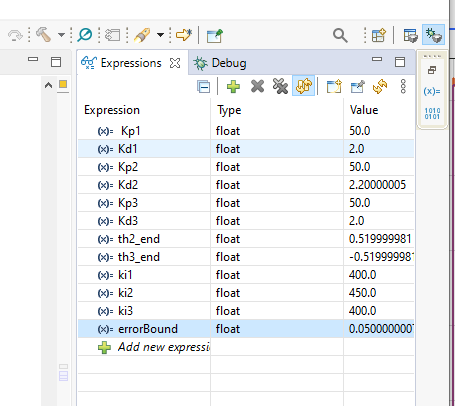 Expressions Debug
Expression Type Value
(x)= Kp1 float 50.0
(x)= Kd1 float 2.0
(x)= Kp2 float 50.0
(x)= Kd2 float 2.20000005
(x)= Kp3 float 50.0
(x)= Kd3 float 2.0
(x)= th2_end float 0.519999981
(x)= th3_end float -0.519999981
(x)= ki1 float 400.0
(x)= ki2 float 450.0
(x)= ki3 float 400.0
(x)= errorBound float 0.050000000
Add new expressi
(x)=
1010
0101